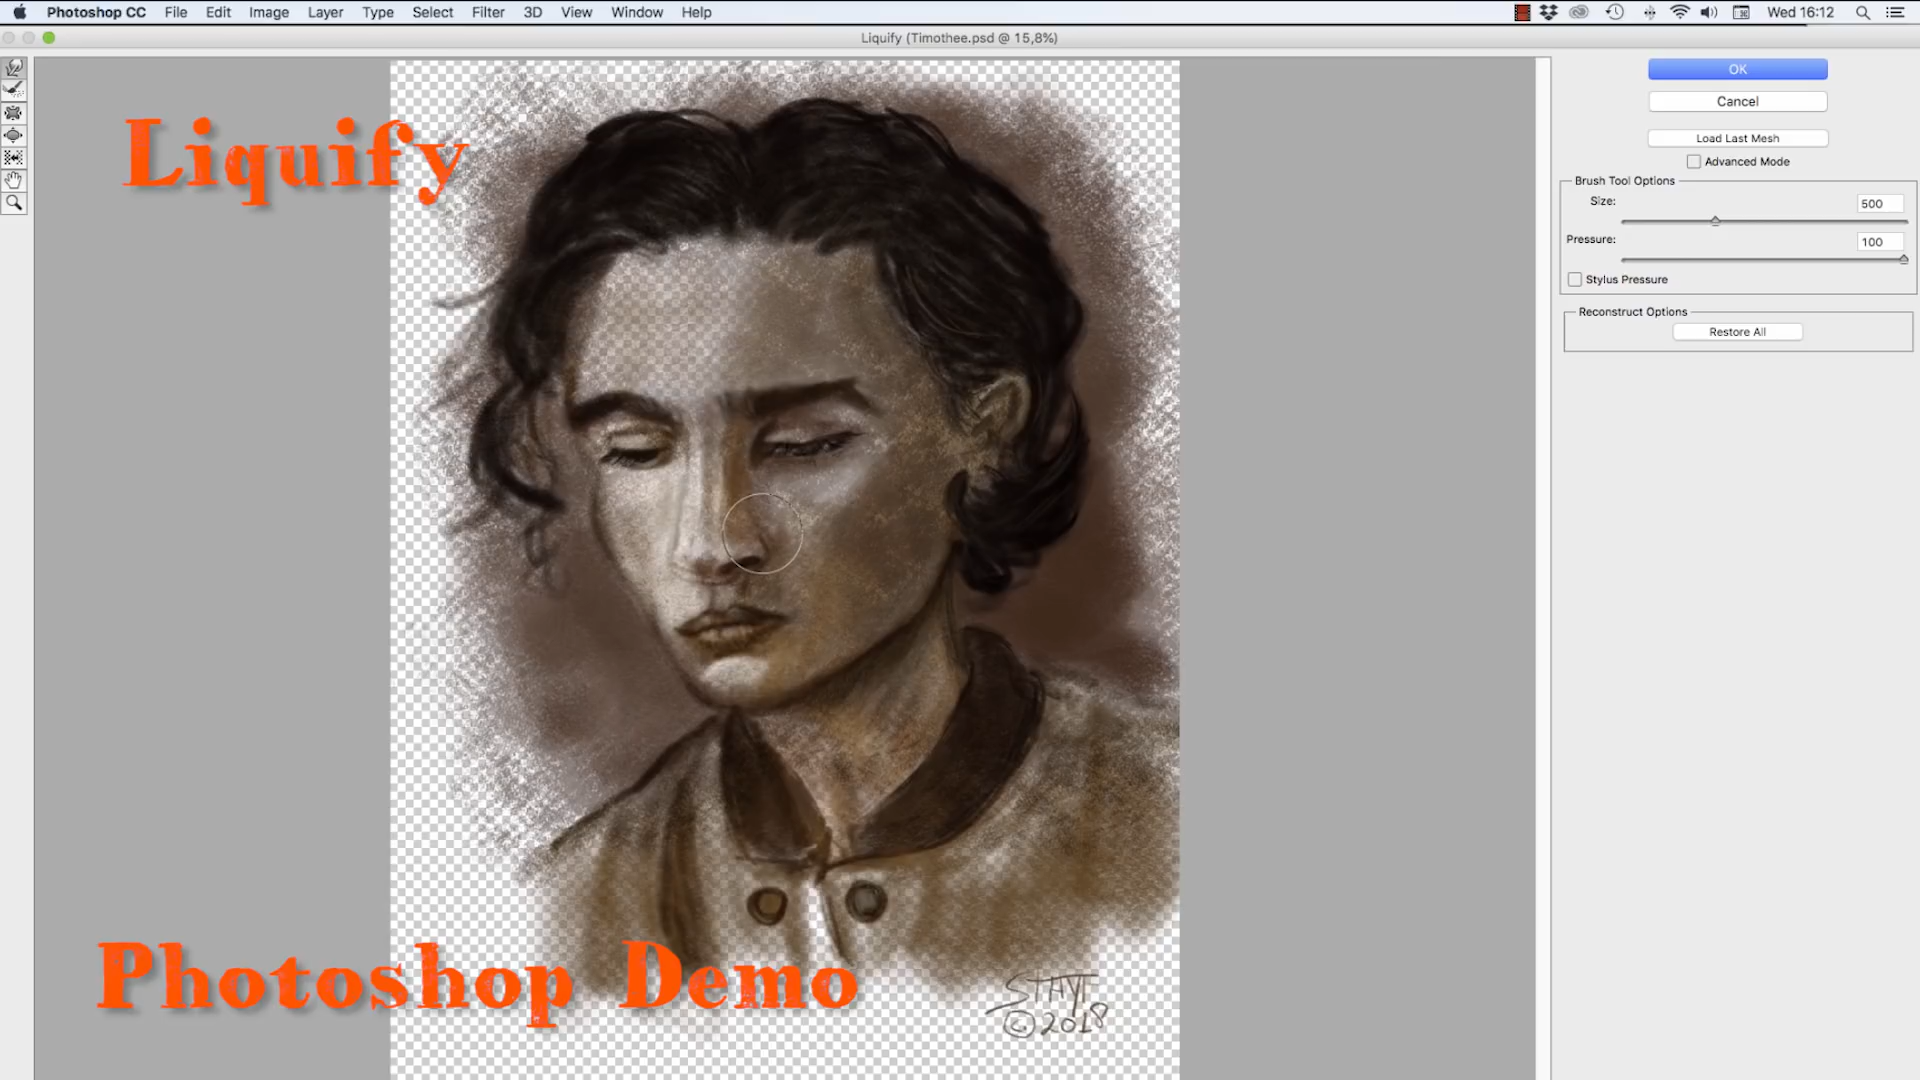 Photoshop CC File Edit Image Layer Type Select Filter 3D View Window Help Wed 16:12
Liquify (Timothee.psd @ 15,8%)
OK
Cancel
Load Last Mesh
Advanced Mode
Brush Tool Options
Size: 500
Pressure: 100
Stylus Pressure
Reconstruct Options
Restore All
Liquify
Photoshop Demo
©2018